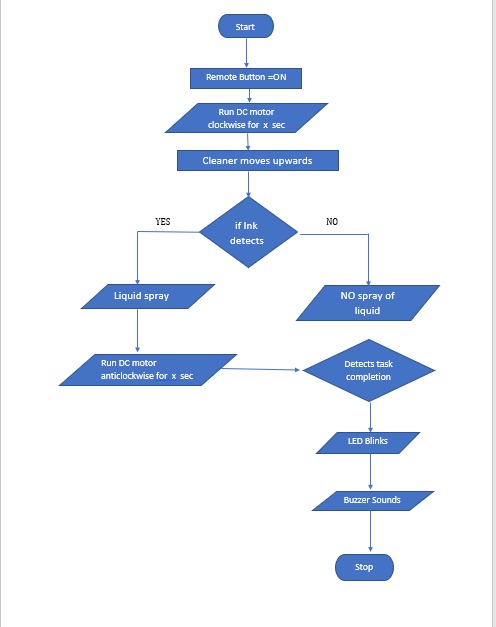 Start
Remote Button =ON
Run DC motor
clockwise for x sec
Cleaner moves upwards
if Ink
detects
YES
NO
Liquid spray
NO spray of
liquid
Run DC motor
anticlockwise for x sec
Detects task
completion
LED Blinks
Buzzer Sounds
Stop